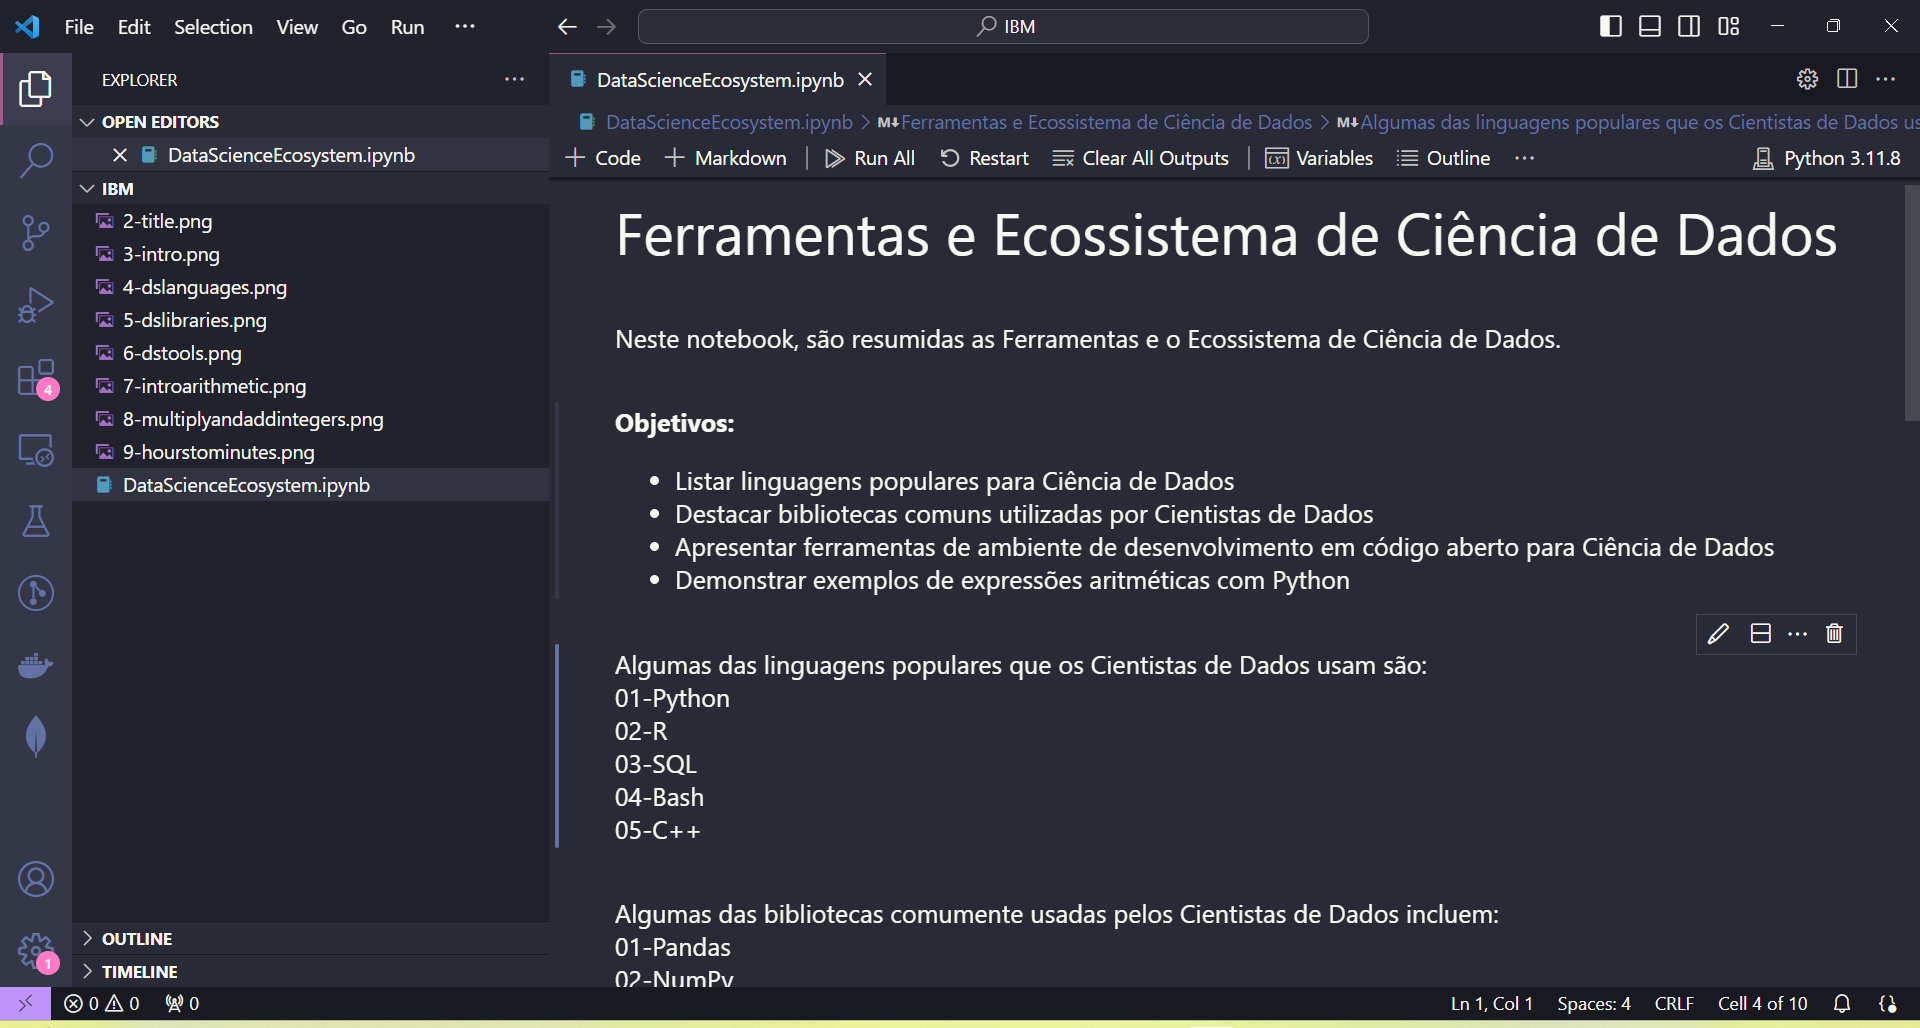 File Edit Selection View Go Run ···
IBM
EXPLORER
OPEN EDITORS
DataScienceEcosystem.ipynb
IBM
2-title.png
3-intro.png
4-dslanguages.png
5-dslibraries.png
6-dstools.png
7-introarithmetic.png
8-multiplyandaddintegers.png
9-hourstominutes.png
DataScienceEcosystem.ipynb
OUTLINE
TIMELINE
4
1
DataScienceEcosystem.ipynb
DataScienceEcosystem.ipynb > M↓Ferramentas e Ecossistema de Ciência de Dados > M↓Algumas das linguagens populares que os Cientistas de Dados us
+ Code + Markdown Run All Restart Clear All Outputs Variables Outline ··· Python 3.11.8
Ferramentas e Ecossistema de Ciência de Dados
Neste notebook, são resumidas as Ferramentas e o Ecossistema de Ciência de Dados.
Objetivos:
• Listar linguagens populares para Ciência de Dados
• Destacar bibliotecas comuns utilizadas por Cientistas de Dados
• Apresentar ferramentas de ambiente de desenvolvimento em código aberto para Ciência de Dados
• Demonstrar exemplos de expressões aritméticas com Python
Algumas das linguagens populares que os Cientistas de Dados usam são:
01-Python
02-R
03-SQL
04-Bash
05-C++
Algumas das bibliotecas comumente usadas pelos Cientistas de Dados incluem:
01-Pandas
02-NumPy
0 0 0
Ln 1, Col 1 Spaces: 4 CRLF Cell 4 of 10